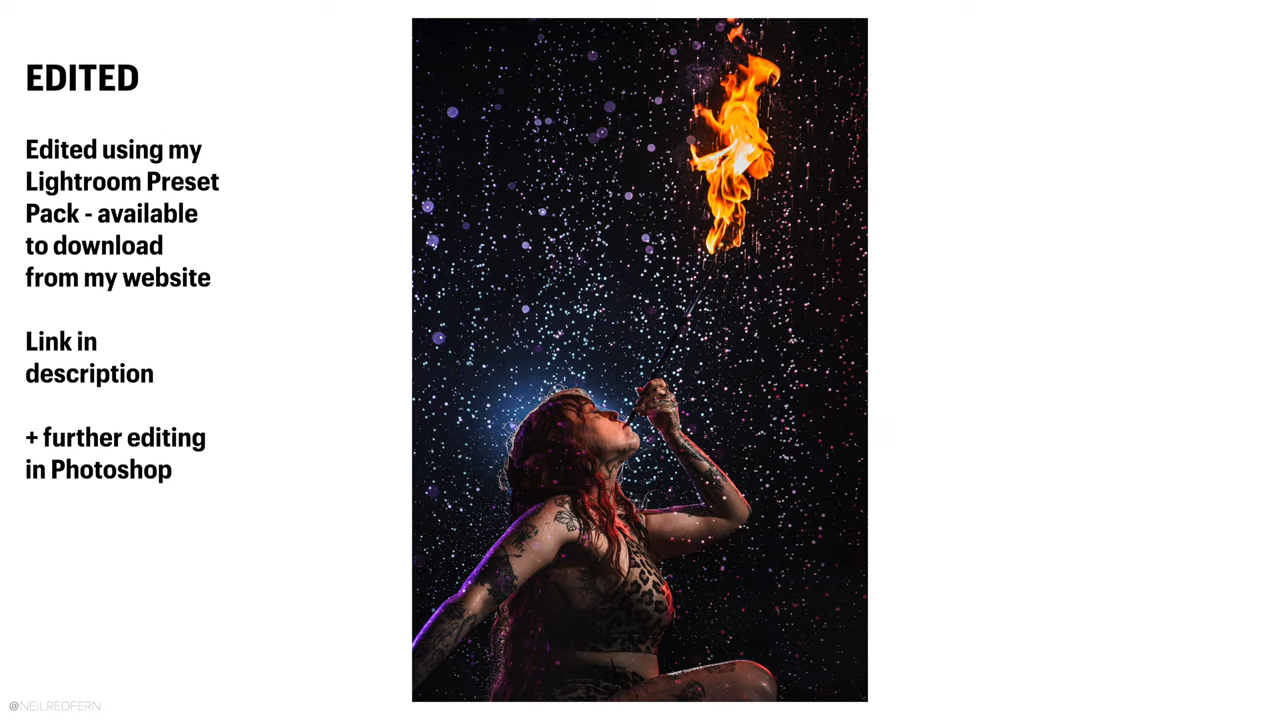 EDITED
Edited using my
Lightroom Preset
Pack - available
to download
from my website
Link in
description
+ further editing
in Photoshop
@NEILREDFERN